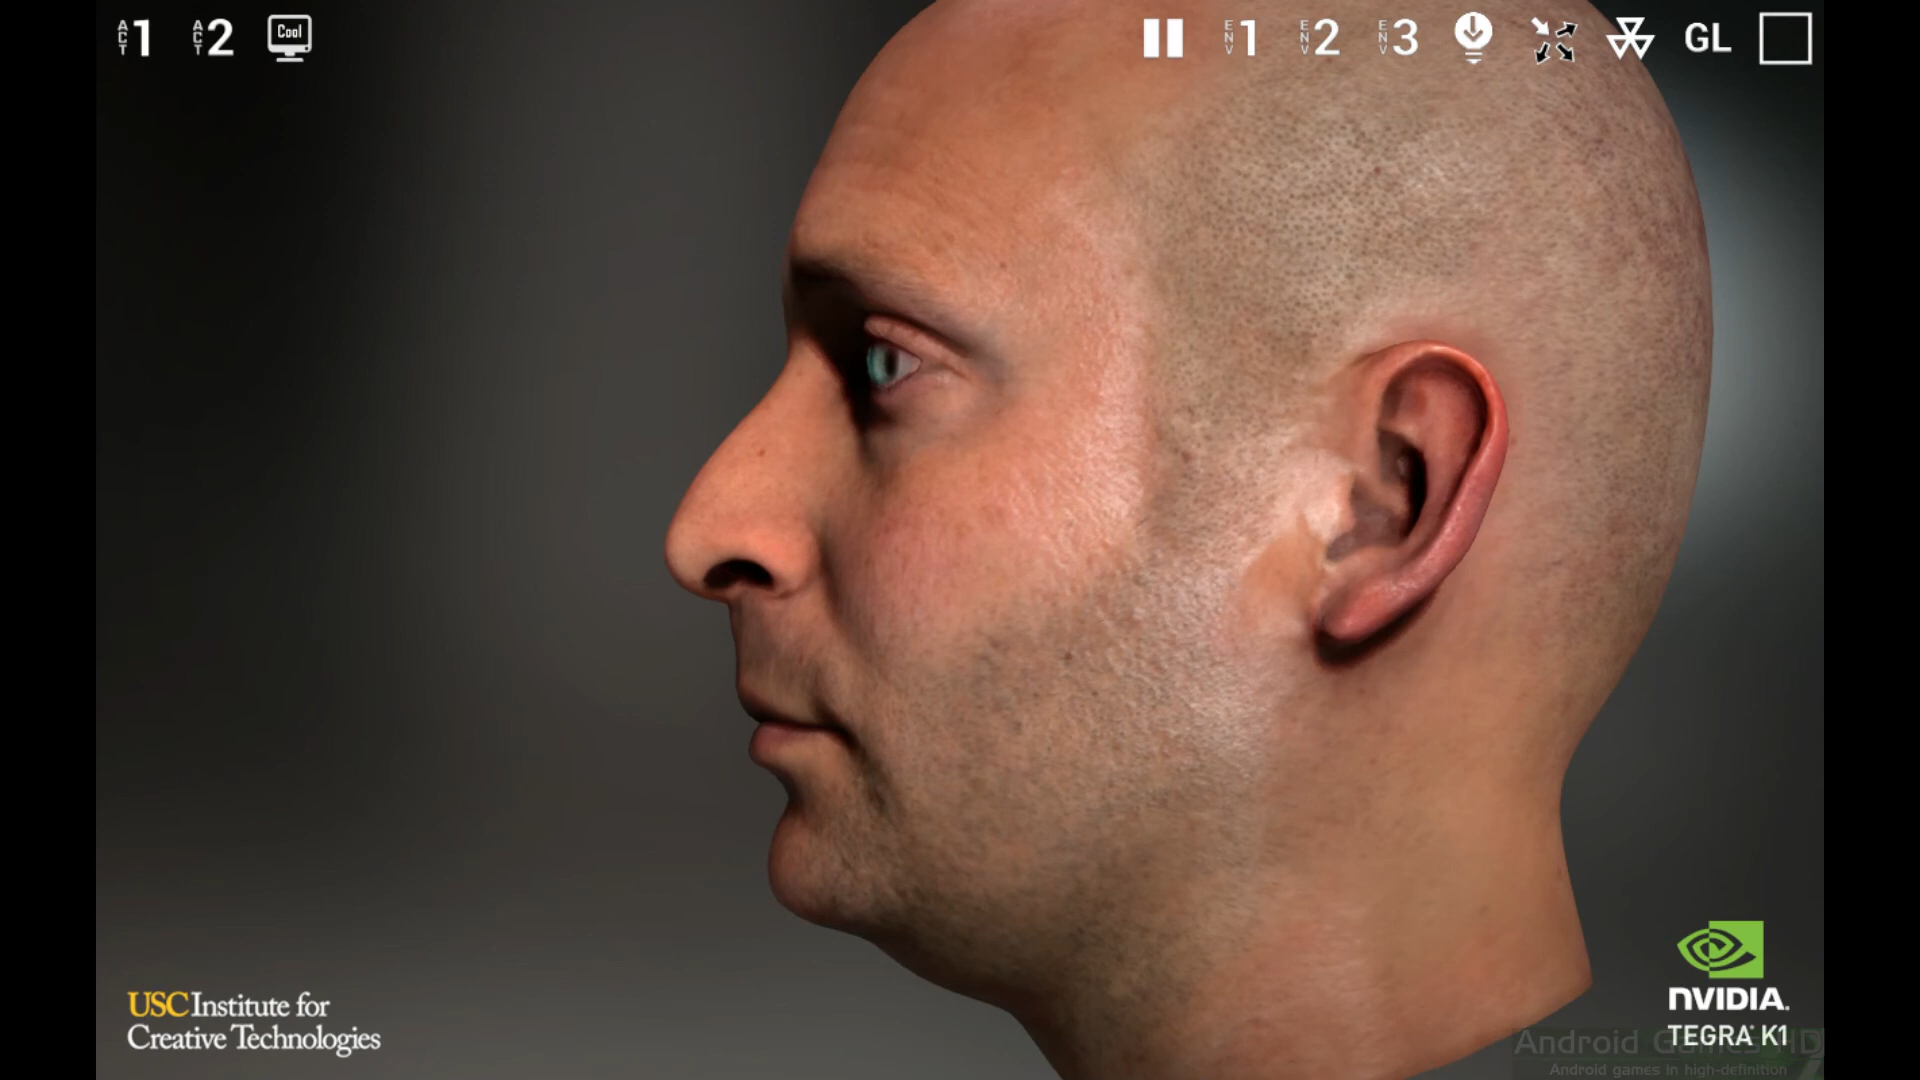 ACT 1
ACT 2
Cool
ENV 1
ENV 2
ENV 3
GL
USC Institute for
Creative Technologies
NVIDIA.
TEGRA K1
Android Games HD
Android games in high-definition